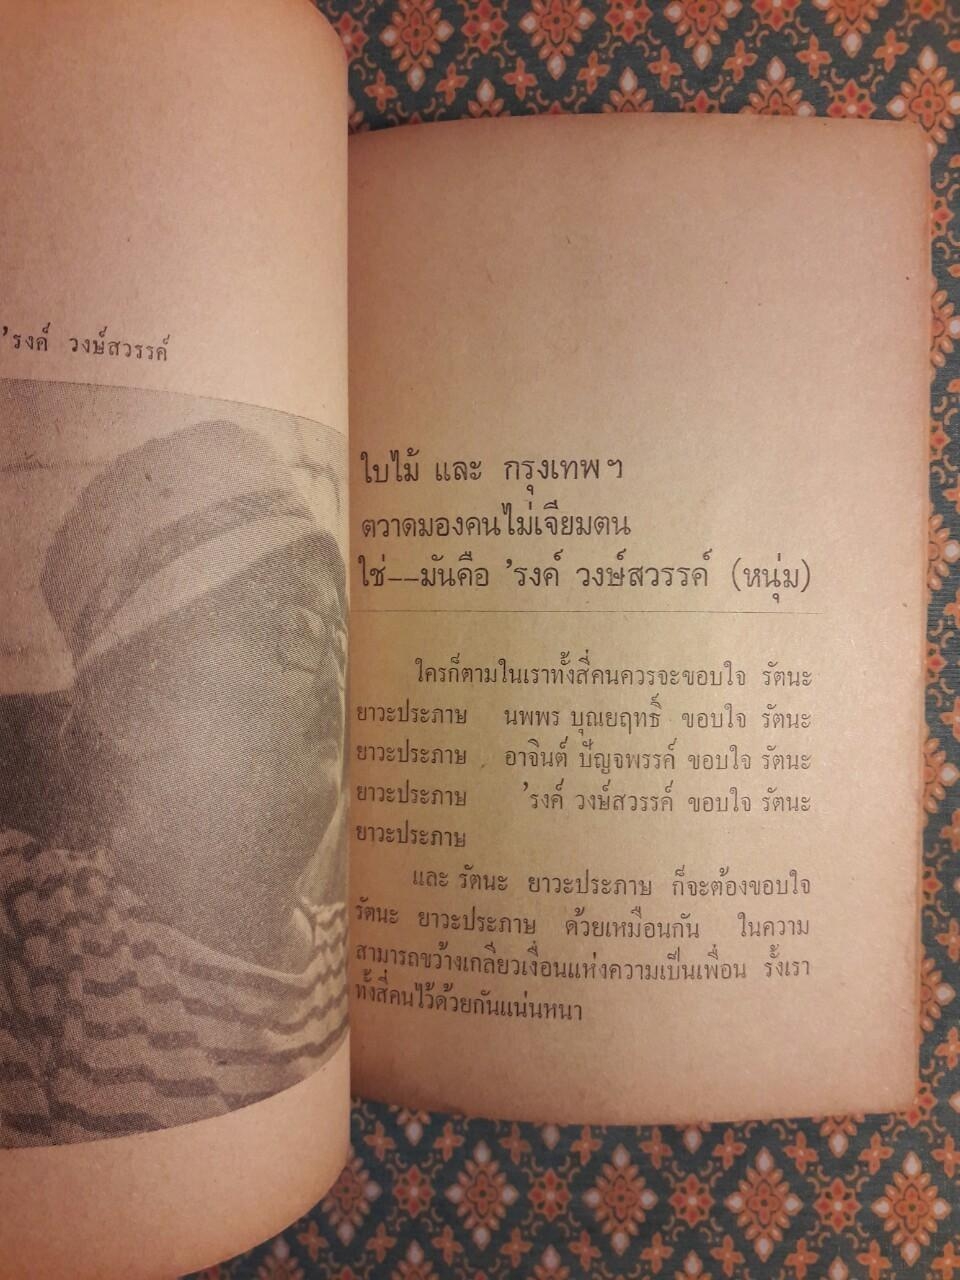 'รงค์ วงษ์สวรรค์
ใบไม้ และ กรุงเทพฯ
ตวาดมองคนไม่เจียมตน
ใช่--มันคือ 'รงค์ วงษ์สวรรค์ (หนุ่ม)
ใครก็ตามในเราทั้งสี่คนควรจะขอบใจ รัตนะ
ยาวะประภาษ นพพร บุณยฤทธิ์ ขอบใจ รัตนะ
ยาวะประภาษ อาจินต์ ปัญจพรรค์ ขอบใจ รัตนะ
ยาวะประภาษ 'รงค์ วงษ์สวรรค์ ขอบใจ รัตนะ
ยาวะประภาษ
และ รัตนะ ยาวะประภาษ ก็จะต้องขอบใจ
รัตนะ ยาวะประภาษ ด้วยเหมือนกัน ในความ
สามารถขว้างเกลียวเงื่อนแห่งความเป็นเพื่อน รั้งเรา
ทั้งสี่คนไว้ด้วยกันแน่นหนา